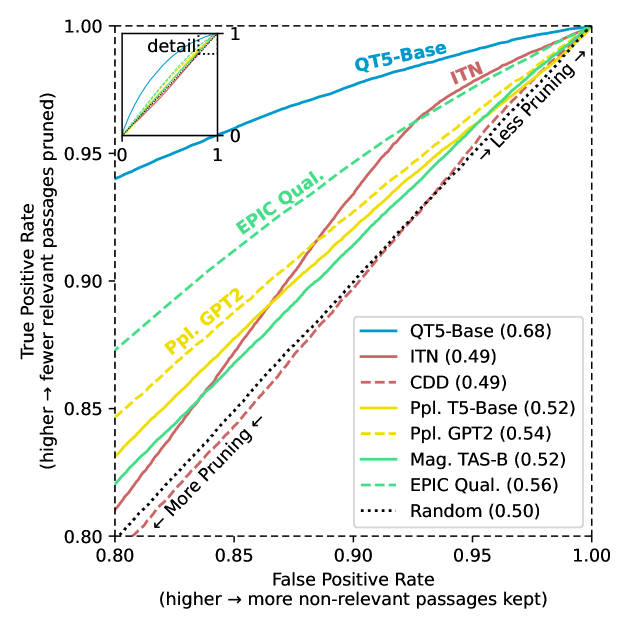 True Positive Rate
(higher → fewer relevant passages pruned)
1.00
0.95
0.90
0.85
0.80
detail
1
0
0
1
QT5-Base
ITN
→ Less Pruning →
EPIC Qual.
Ppl. GPT2
← More Pruning ←
QT5-Base (0.68)
ITN (0.49)
CDD (0.49)
Ppl. T5-Base (0.52)
Ppl. GPT2 (0.54)
Mag. TAS-B (0.52)
EPIC Qual. (0.56)
Random (0.50)
0.80
0.85
0.90
0.95
1.00
False Positive Rate
(higher → more non-relevant passages kept)